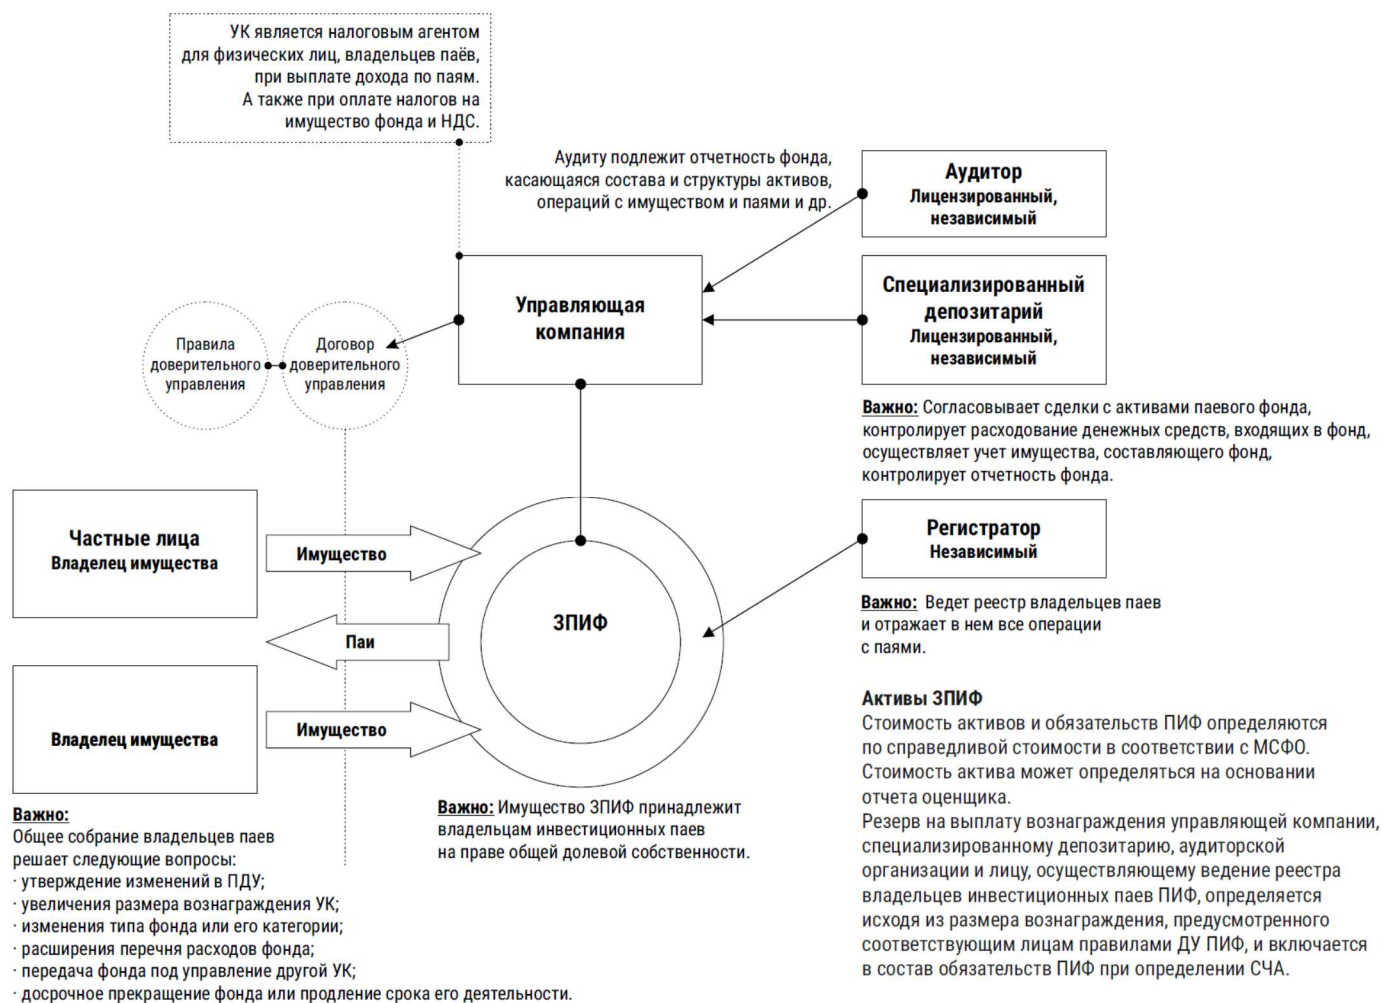 УК является налоговым агентом
для физических лиц, владельцев паёв,
при выплате дохода по паям.
А также при оплате налогов на
имущество фонда и НДС.
Аудиту подлежит отчетность фонда,
касающаяся состава и структуры активов,
операций с имуществом и паями и др.
Аудитор
Лицензированный,
независимый
Управляющая
компания
Специализированный
депозитарий
Лицензированный,
независимый
Правила
доверительного
управления
Договор
доверительного
управления
Важно: Согласовывает сделки с активами паевого фонда,
контролирует расходование денежных средств, входящих в фонд,
осуществляет учет имущества, составляющего фонд,
контролирует отчетность фонда.
Частные лица
Владелец имущества
Имущество
ЗПИФ
Регистратор
Независимый
Паи
Важно: Ведет реестр владельцев паев
и отражает в нем все операции
с паями.
Владелец имущества
Имущество
Важно:
Общее собрание владельцев паев
решает следующие вопросы:
· утверждение изменений в ПДУ;
· увеличения размера вознаграждения УК;
· изменения типа фонда или его категории;
· расширения перечня расходов фонда;
· передача фонда под управление другой УК;
· досрочное прекращение фонда или продление срока его деятельности.
Важно: Имущество ЗПИФ принадлежит
владельцам инвестиционных паев
на праве общей долевой собственности.
Активы ЗПИФ
Стоимость активов и обязательств ПИФ определяются
по справедливой стоимости в соответствии с МСФО.
Стоимость актива может определяться на основании
отчета оценщика.
Резерв на выплату вознаграждения управляющей компании,
специализированному депозитарию, аудиторской
организации и лицу, осуществляющему ведение реестра
владельцев инвестиционных паев ПИФ, определяется
исходя из размера вознаграждения, предусмотренного
соответствующим лицам правилами ДУ ПИФ, и включается
в состав обязательств ПИФ при определении СЧА.